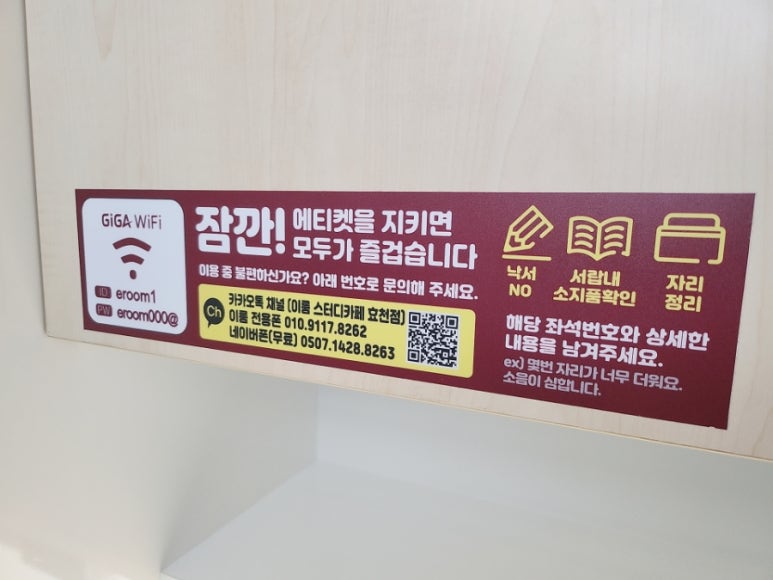 GiGA WiFi
ID eroom1
PW eroom000@
잠깐! 에티켓을 지키면
모두가 즐겁습니다
이용 중 불편하신가요? 아래 번호로 문의해 주세요.
Ch
카카오톡 채널 (이룸 스터디카페 효천점)
이룸 전용폰 010.9117.8262
네이버폰(무료) 0507.1428.8263
낙서
NO
서랍내
소지품확인
자리
정리
해당 좌석번호와 상세한
내용을 남겨주세요.
ex) 몇번 자리가 너무 더워요.
소음이 심합니다.